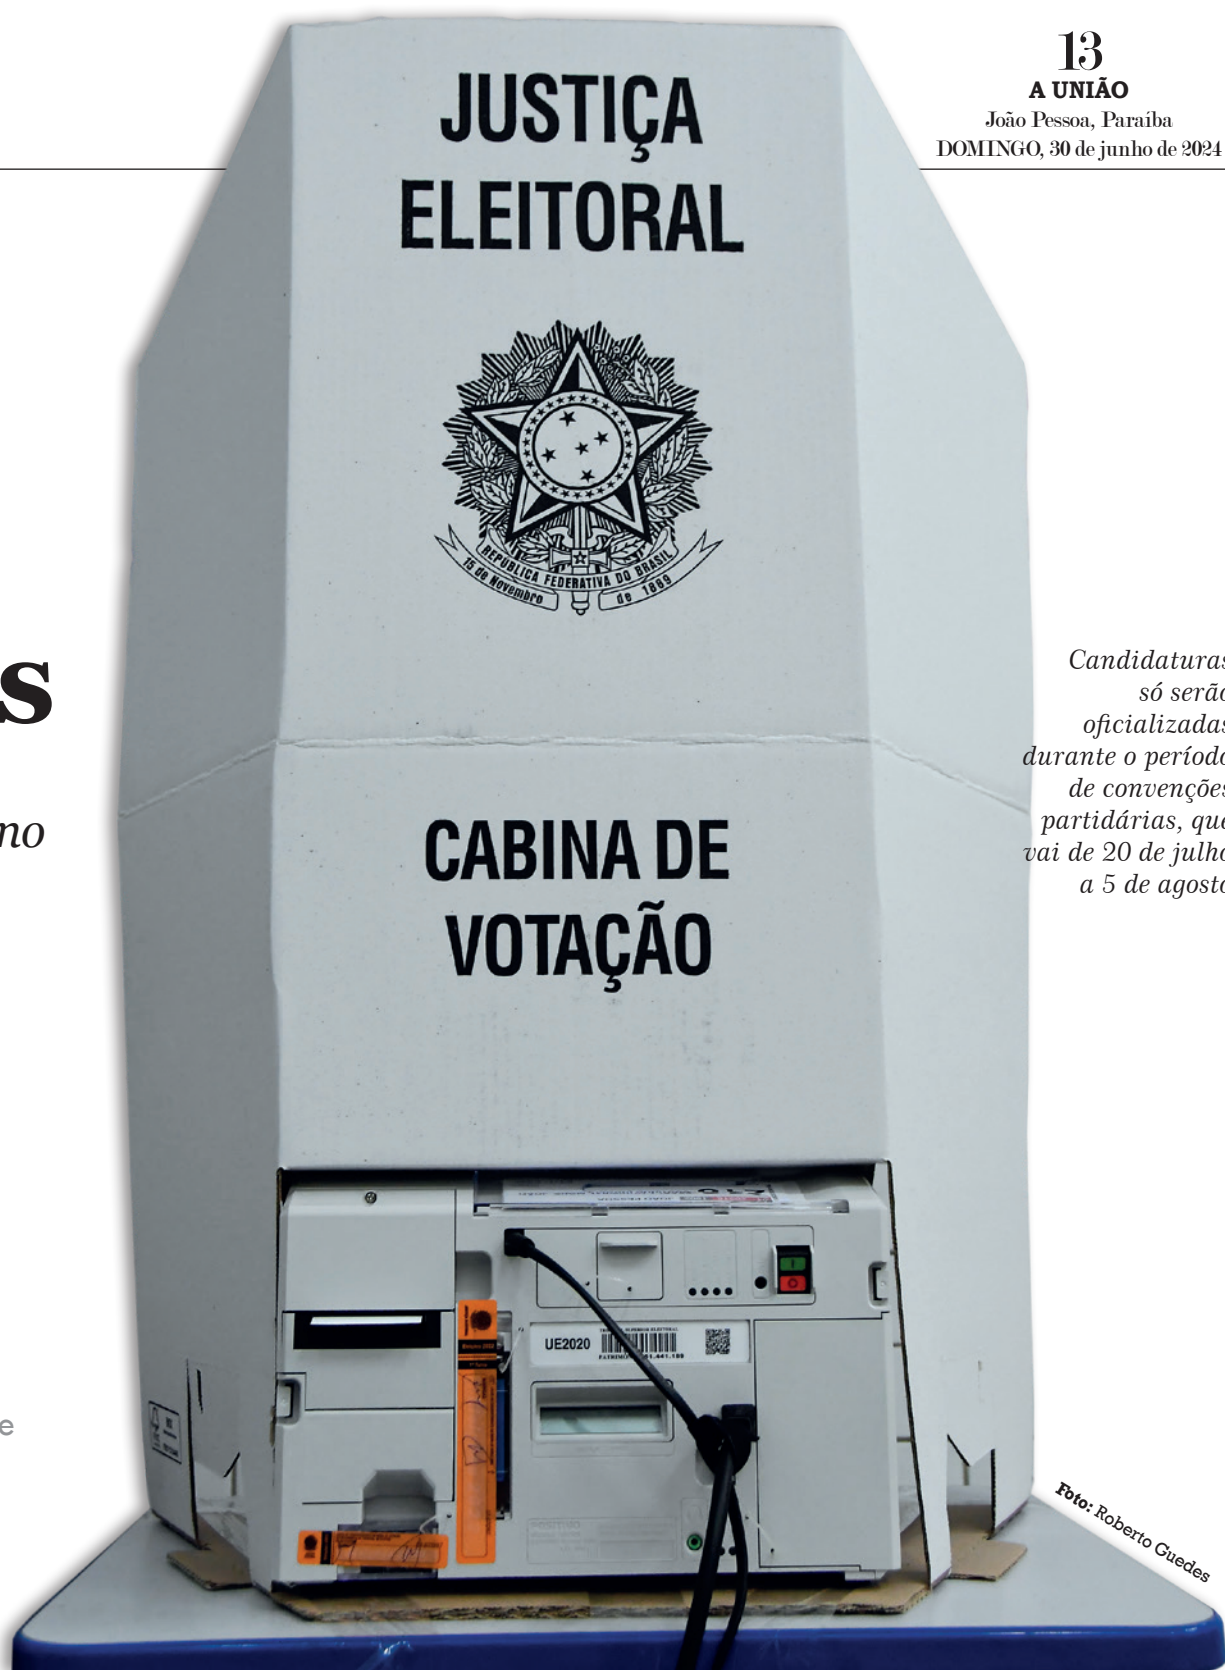 13
A UNIÃO
João Pessoa, Paraíba
DOMINGO, 30 de junho de 2024
JUSTIÇA
ELEITORAL
REPÚBLICA FEDERATIVA DO BRASIL
15 de Novembro de 1889
s
no
Candidaturas
só serão
oficializadas
durante o período
de convenções
partidárias, que
vai de 20 de julho
a 5 de agosto
CABINA DE
VOTAÇÃO
UE2020
e
Foto: Roberto Guedes